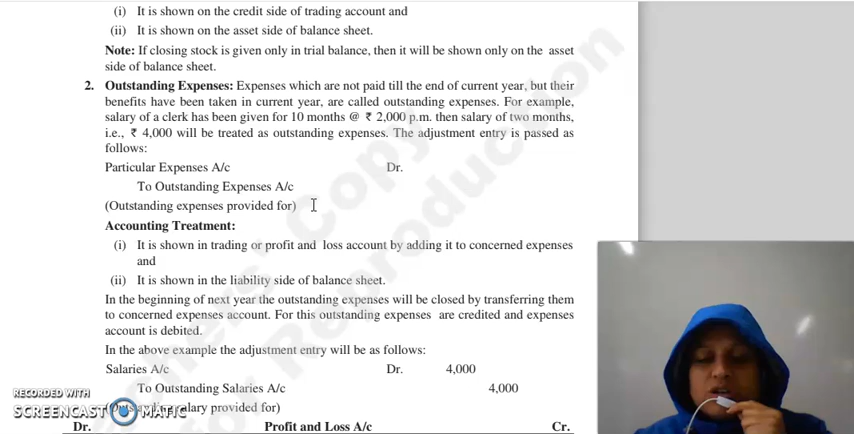 (i) It is shown on the credit side of trading account and
(ii) It is shown on the asset side of balance sheet.
Note: If closing stock is given only in trial balance, then it will be shown only on the asset
side of balance sheet.
2. Outstanding Expenses: Expenses which are not paid till the end of current year, but their
benefits have been taken in current year, are called outstanding expenses. For example,
salary of a clerk has been given for 10 months @ ₹ 2,000 p.m. then salary of two months,
i.e., ₹ 4,000 will be treated as outstanding expenses. The adjustment entry is passed as
follows:
Particular Expenses A/c Dr.
To Outstanding Expenses A/c
(Outstanding expenses provided for)
Accounting Treatment:
(i) It is shown in trading or profit and loss account by adding it to concerned expenses
and
(ii) It is shown in the liability side of balance sheet.
In the beginning of next year the outstanding expenses will be closed by transferring them
to concerned expenses account. For this outstanding expenses are credited and expenses
account is debited.
In the above example the adjustment entry will be as follows:
Salaries A/c Dr. 4,000
To Outstanding Salaries A/c 4,000
salary provided for)
Dr. Profit and Loss A/c Cr.
RECORDED WITH
SCREENCAST MATIC
Copy
Reproduction